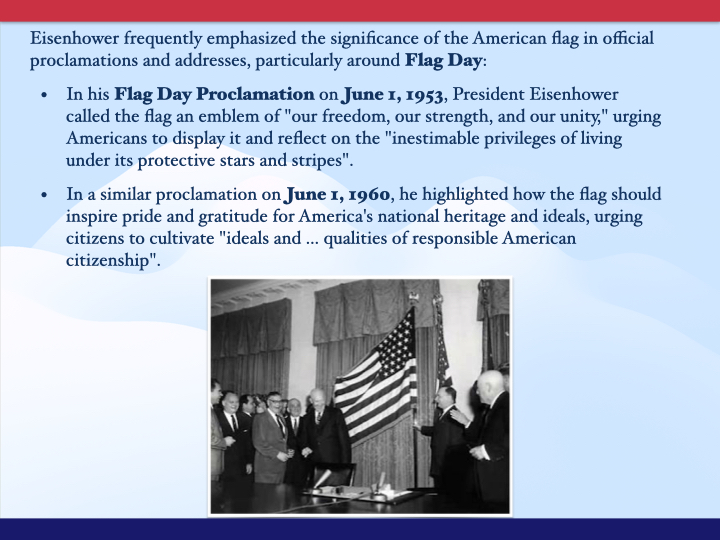 Eisenhower frequently emphasized the significance of the American flag in official
proclamations and addresses, particularly around Flag Day:
• In his Flag Day Proclamation on June 1, 1953, President Eisenhower
called the flag an emblem of "our freedom, our strength, and our unity," urging
Americans to display it and reflect on the "inestimable privileges of living
under its protective stars and stripes".
• In a similar proclamation on June 1, 1960, he highlighted how the flag should
inspire pride and gratitude for America's national heritage and ideals, urging
citizens to cultivate "ideals and ... qualities of responsible American
citizenship".